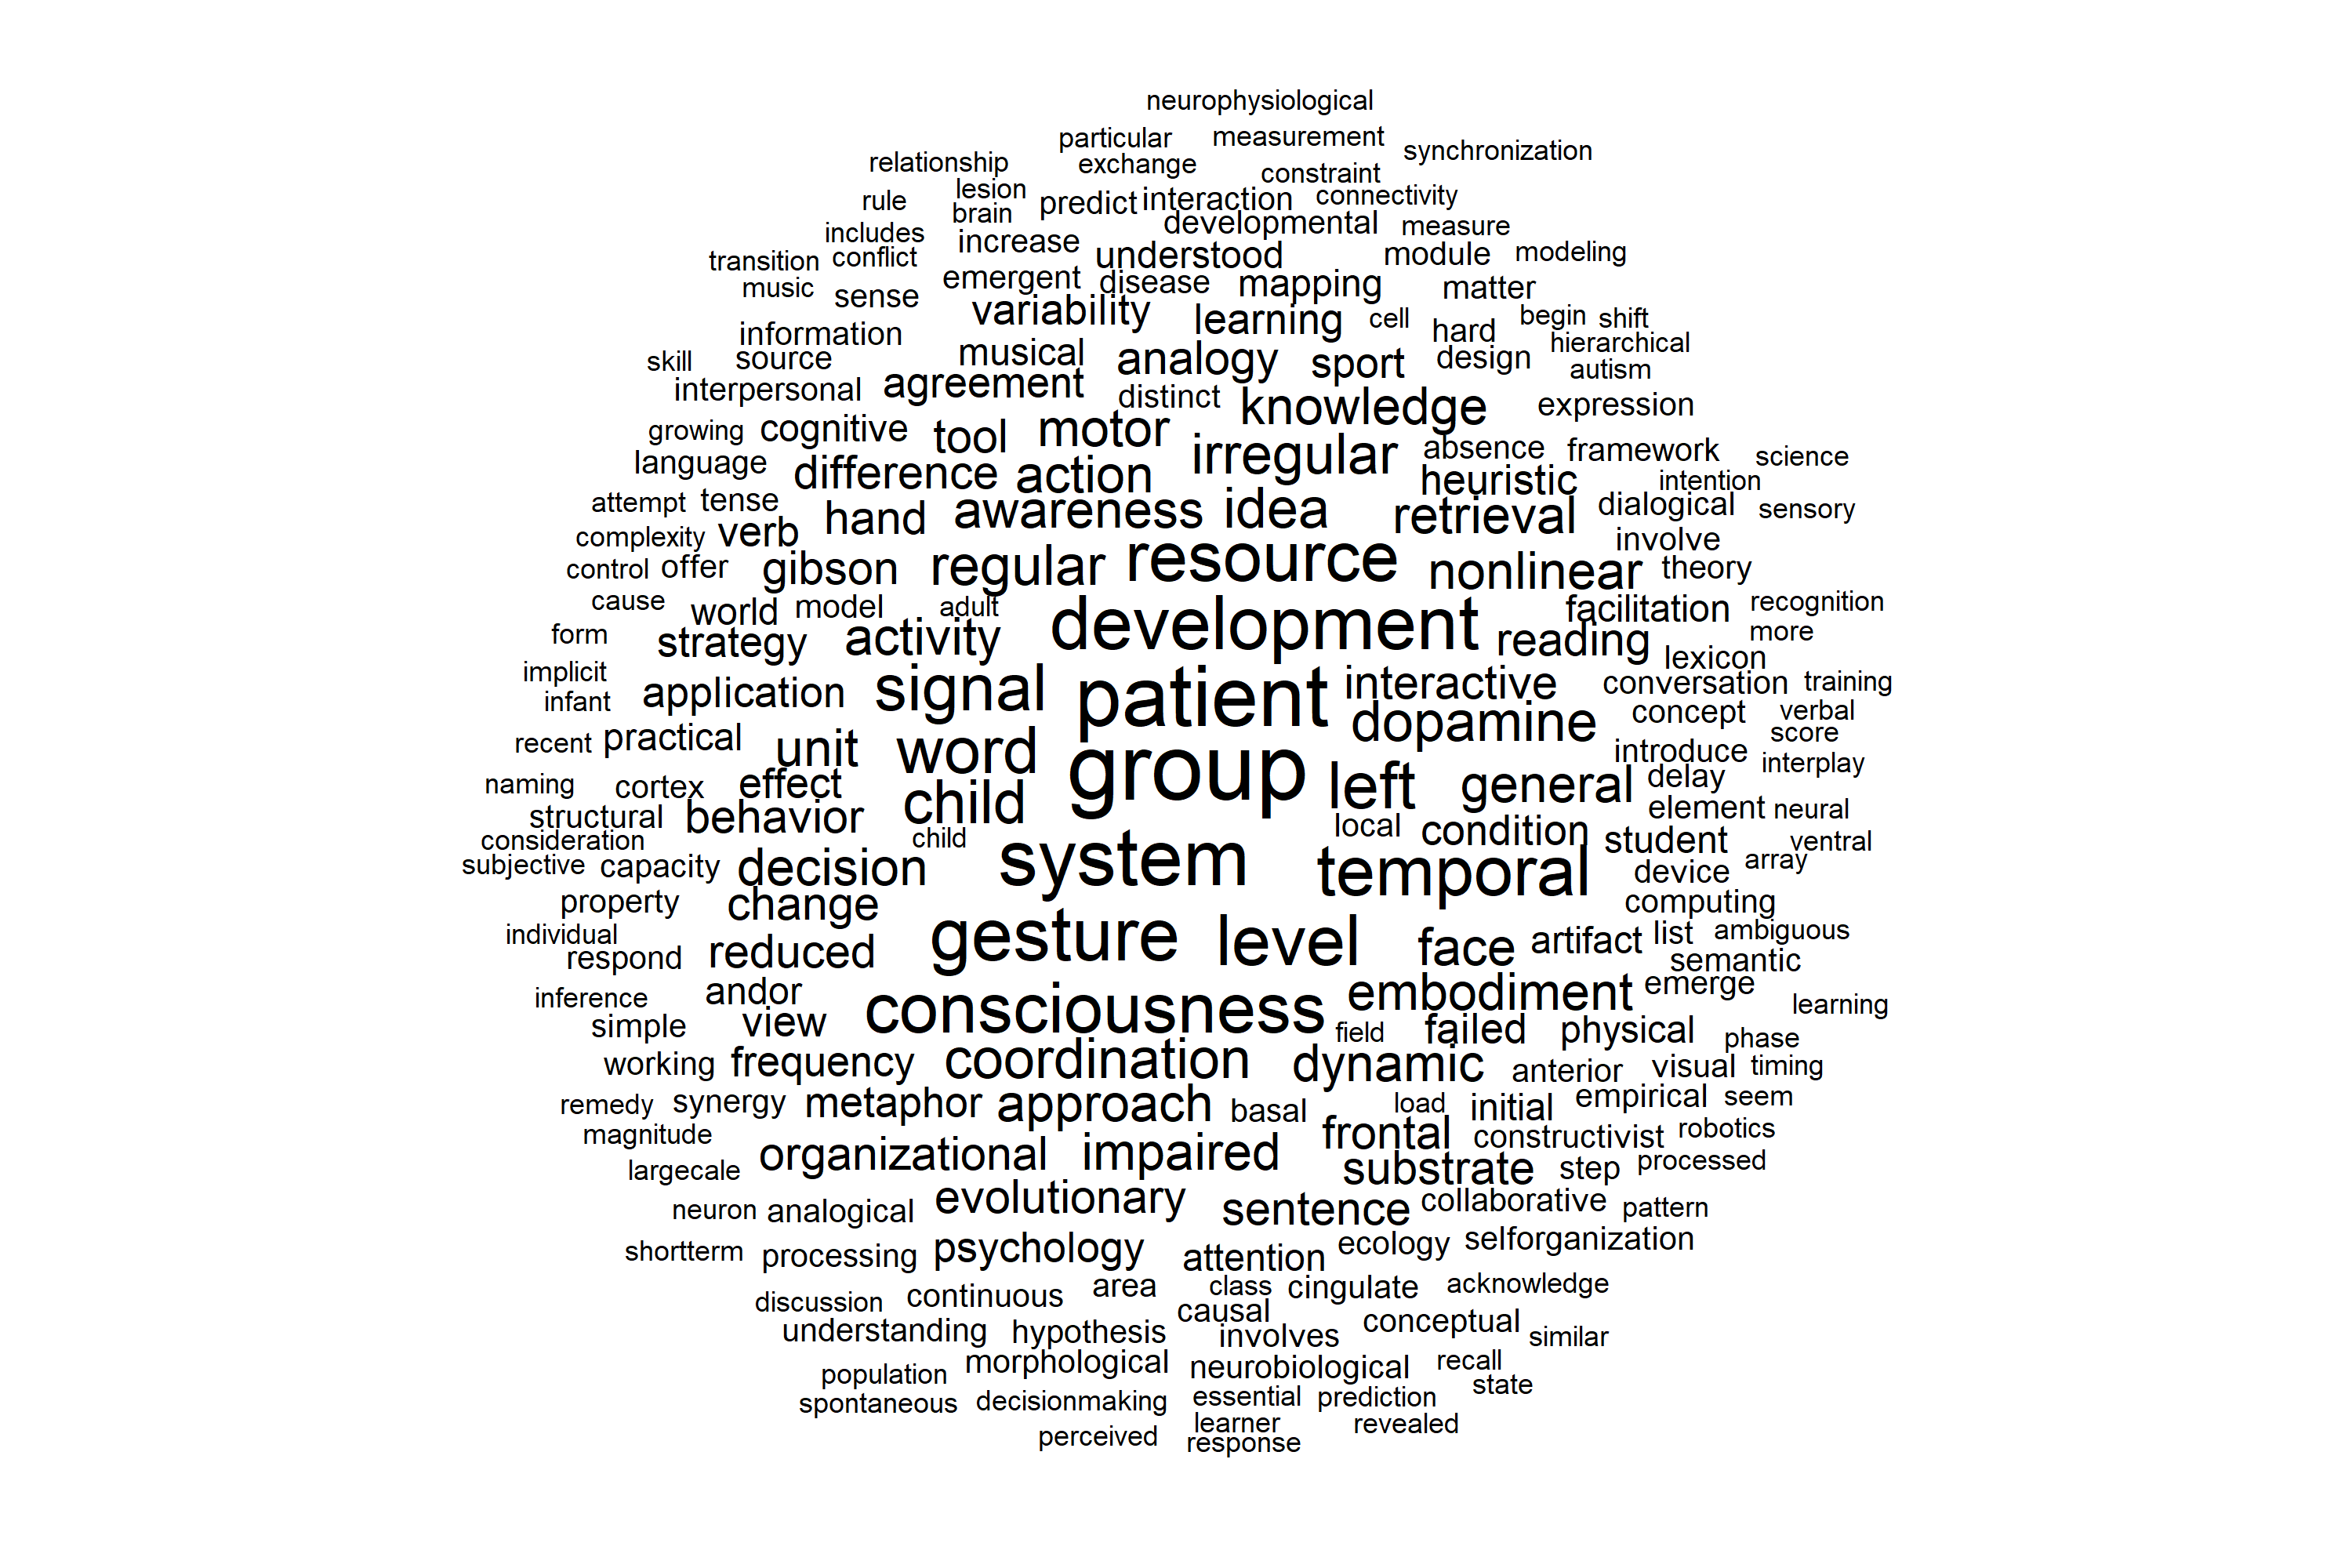 neurophysiological
particular measurement synchronization
relationship exchange constraint
lesion connectivity
rule brain predict interaction
includes developmental measure
conflict increase understood module modeling
transition emergent disease mapping matter
music sense variability learning cell hard begin shift
information musical analogy sport design hierarchical
skill source autism
interpersonal agreement distinct knowledge expression
growing cognitive tool motor irregular absence framework science
language difference action heuristic intention
attempt tense awareness idea retrieval dialogical sensory
complexity verb hand involve
control offer gibson regular resource nonlinear theory
cause world model adult development facilitation recognition
form strategy activity reading more
implicit signal patient interactive lexicon
infant application conversation training
recent practical unit word dopamine concept verbal
introduce score
naming cortex effect child group left general delay interplay
structural behavior element neural
consideration child local condition student ventral
subjective capacity decision system temporal device array
property change computing
individual gesture level face artifact list ambiguous
respond reduced semantic
inference andor consciousness embodiment emerge learning
simple view field failed physical phase
working frequency coordination dynamic anterior visual timing
remedy synergy metaphor approach basal load initial empirical seem
magnitude frontal constructivist robotics
largecale organizational impaired substrate step processed
neuron analogical evolutionary sentence collaborative pattern
shortterm processing psychology attention ecology selforganization
discussion continuous area class cingulate acknowledge
understanding hypothesis causal involves conceptual similar
population morphological neurobiological recall
spontaneous decisionmaking essential prediction state
learner revealed
perceived response